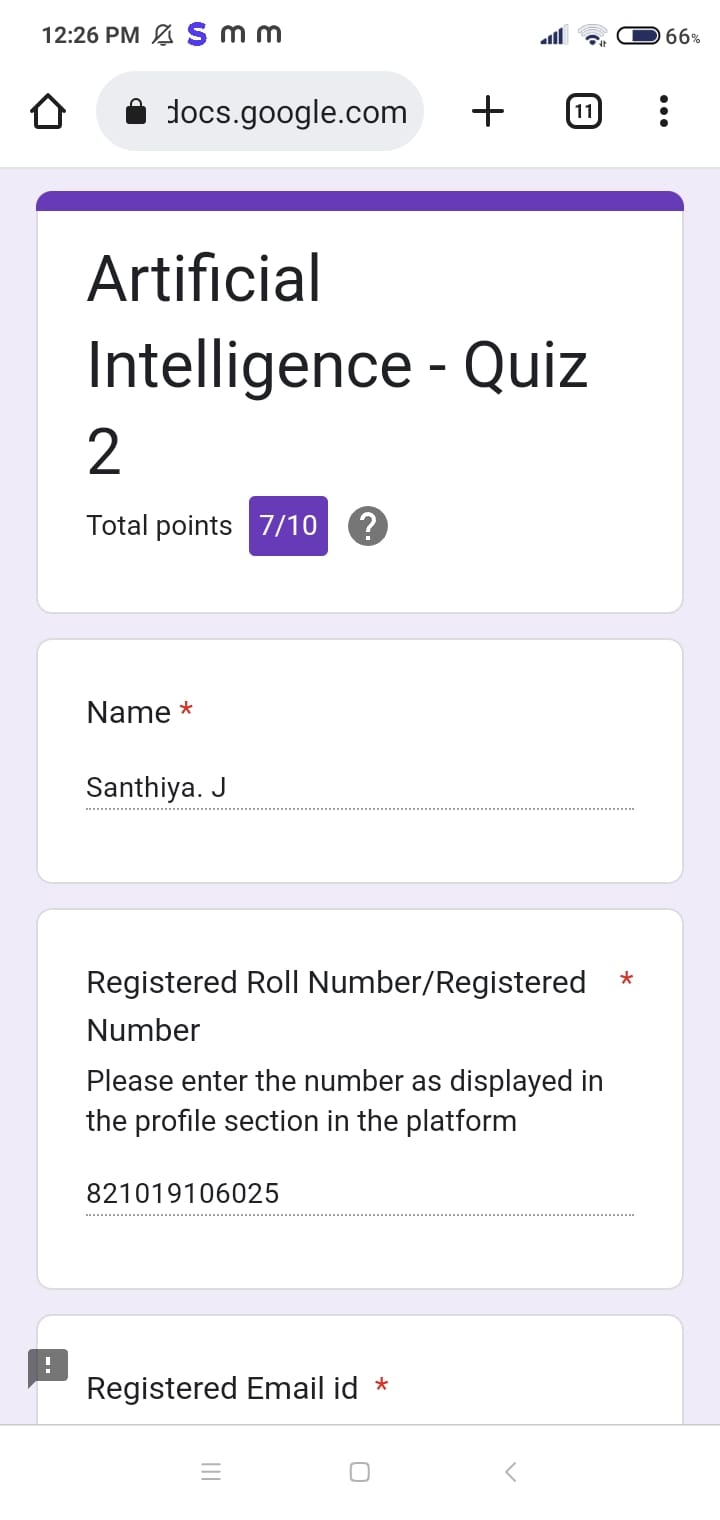 12:26 PM S m m 66%
docs.google.com 11
Artificial
Intelligence - Quiz
2
Total points 7/10 ?
Name *
Santhiya. J
Registered Roll Number/Registered *
Number
Please enter the number as displayed in
the profile section in the platform
821019106025
Registered Email id *